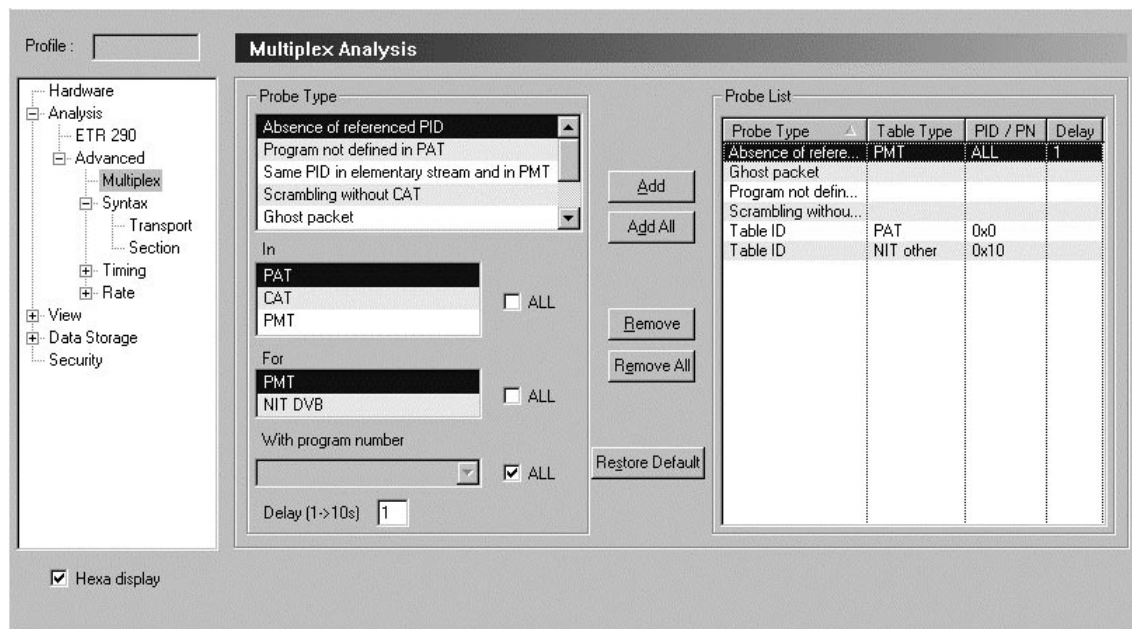 Profile :
Multiplex Analysis
Hardware
Analysis
ETR 290
Advanced
Multiplex
Syntax
Transport
Section
Timing
Rate
View
Data Storage
Security
Hexa display
Probe Type
Absence of referenced PID
Program not defined in PAT
Same PID in elementary stream and in PMT
Scrambling without CAT
Ghost packet
In
PAT
CAT
PMT
ALL
For
PMT
NIT DVB
ALL
With program number
ALL
Delay (1->10s) 1
Add
Add All
Remove
Remove All
Restore Default
Probe List
Probe Type Table Type PID / PN Delay
Absence of refere... PMT ALL 1
Ghost packet
Program not defin...
Scrambling withou...
Table ID PAT 0x0
Table ID NIT other 0x10